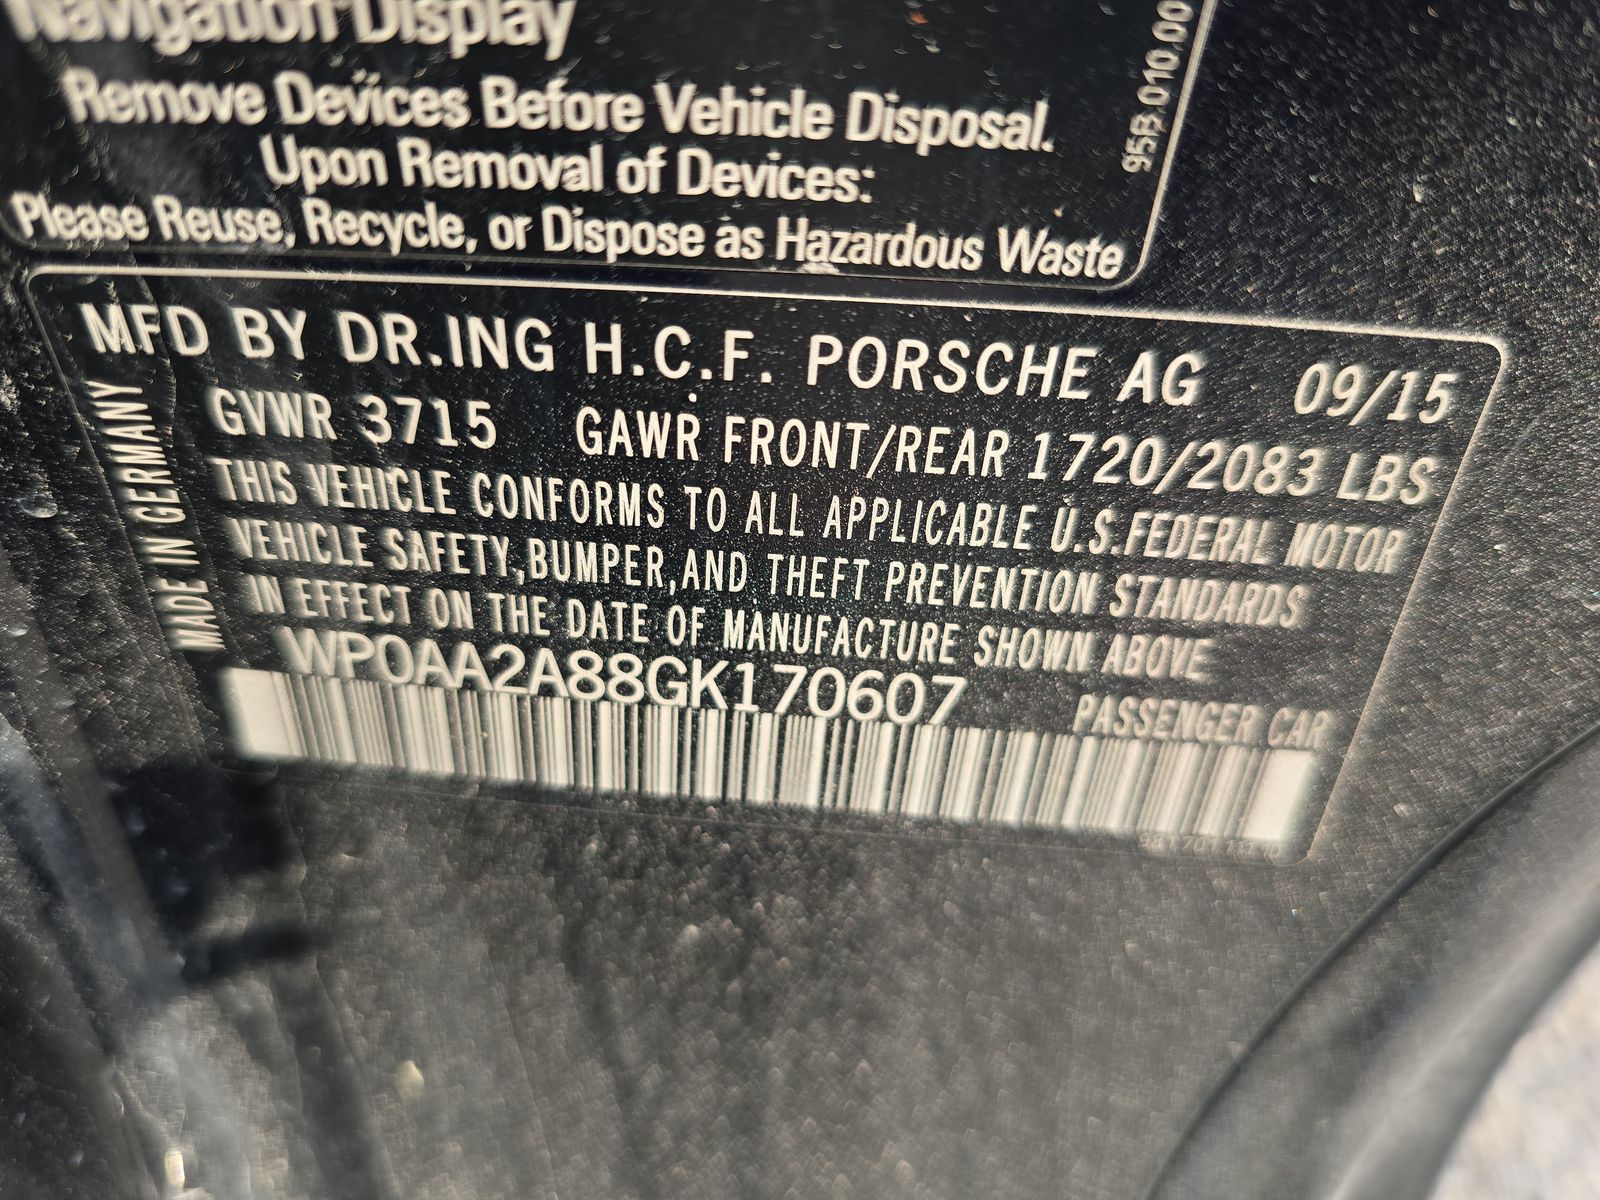 Navigation Display
Remove Devices Before Vehicle Disposal.
Upon Removal of Devices:
Please Reuse, Recycle, or Dispose as Hazardous Waste
95B.010.00
MFD BY DR.ING H.C.F. PORSCHE AG 09/15
GVWR 3715 GAWR FRONT/REAR 1720/2083 LBS
THIS VEHICLE CONFORMS TO ALL APPLICABLE U.S.FEDERAL MOTOR
VEHICLE SAFETY,BUMPER,AND THEFT PREVENTION STANDARDS
IN EFFECT ON THE DATE OF MANUFACTURE SHOWN ABOVE
WP0AA2A88GK170607 PASSENGER CAR
MADE IN GERMANY